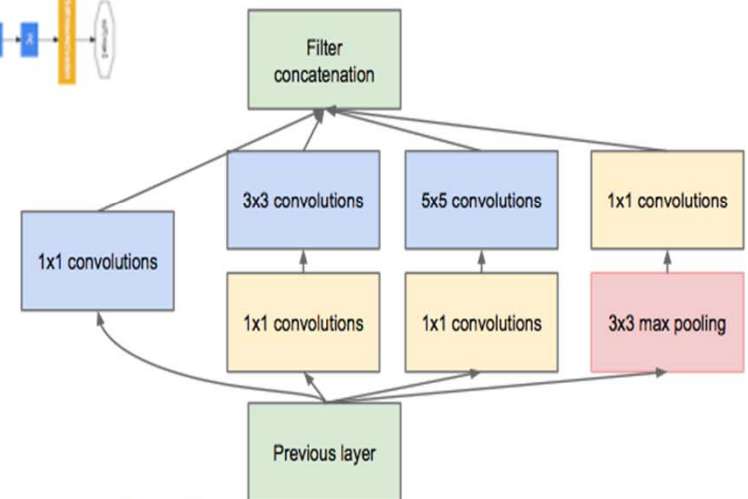 Filter
concatenation
3x3 convolutions
5x5 convolutions
1x1 convolutions
1x1 convolutions
1x1 convolutions
1x1 convolutions
3x3 max pooling
Previous layer